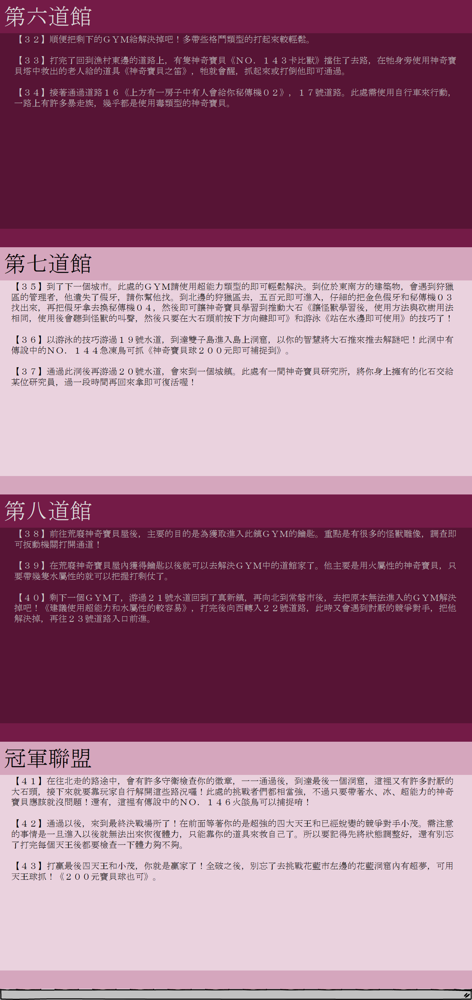 第六道館
【３２】順便把剩下的ＧＹＭ給解決掉吧！多帶些格鬥類型的打起來較輕鬆。
【３３】打完了回到漁村東邊的道路上，有隻神奇寶貝《ＮＯ．１４３卡比獸》擋住了去路，在牠身旁使用神奇寶
貝塔中救出的老人給的道具《神奇寶貝之笛》，牠就會醒，抓起來或打倒他即可通過。
【３４】接著通過道路１６《上方有一房子中有人會給你秘傳機０２》，１７號道路。此處需使用自行車來行動，
一路上有許多暴走族，幾乎都是使用毒類型的神奇寶貝。
第七道館
【３５】到了下一個城市。此處的ＧＹＭ請使用超能力類型的即可輕鬆解決。到位於東南方的建築物，會遇到狩獵
區的管理者，他遺失了假牙，請你幫他找。到北邊的狩獵區去，五百元即可進入，仔細的把金色假牙和秘傳機０３
找出來，再把假牙拿去換秘傳機０４，然後即可讓神奇寶貝學習到推動大石《讓怪獸學習後，使用方法與砍樹用法
相同，使用後會聽到怪獸的叫聲，然後只要在大石頭前按下方向鍵即可》和游泳《站在水邊即可使用》的技巧了！
【３６】以游泳的技巧游過１９號水道，到達雙子島進入島上洞窟，以你的智慧將大石推來推去解謎吧！此洞中有
傳說中的ＮＯ．１４４急凍鳥可抓《神奇寶貝球２００元即可補捉到》。
【３７】通過此洞後再游過２０號水道，會來到一個城鎮。此處有一間神奇寶貝研究所，將你身上擁有的化石交給
某位研究員，過一段時間再回來拿即可復活喔！
第八道館
【３８】前往荒廢神奇寶貝屋後，主要的目的是為獲取進入此鎮ＧＹＭ的鑰匙。重點是有很多的怪獸雕像，調查即
可扳動機關打開通道！
【３９】在荒廢神奇寶貝屋內獲得鑰匙以後就可以去解決ＧＹＭ中的道館家了。他主要是用火屬性的神奇寶貝，只
要帶幾隻水屬性的就可以把握打剩仗了。
【４０】剩下一個ＧＹＭ了，游過２１號水道回到了真新鎮，再向北到常磐市後，去把原本無法進入的ＧＹＭ解決
掉吧！《建議使用超能力和水屬性的較容易》，打完後向西轉入２２號道路，此時又會遇到討厭的競爭對手，把他
解決掉，再往２３號道路入口前進。
冠軍聯盟
【４１】在往北走的路途中，會有許多守衛檢查你的徽章，一一通過後，到達最後一個洞窟，這裡又有許多討厭的
大石頭，接下來就要靠玩家自行解開這些路況囉！此處的挑戰者們都相當強，不過只要帶著水、冰、超能力的神奇
寶貝應該就沒問題！還有，這裡有傳說中的ＮＯ．１４６火燄鳥可以捕捉唷！
【４２】通過以後，來到最終決戰場所了！在前面等著你的是超強的四大天王和已經蛻變的競爭對手小茂。需注意
的事情是一旦進入以後就無法出來恢復體力，只能靠你的道具來救自己了。所以要記得先將狀態調整好，還有別忘
了打完每個天王後都要檢查一下體力夠不夠。
【４３】打贏最後四天王和小茂，你就是贏家了！全破之後，別忘了去挑戰花藍市左邊的花藍洞窟內有超夢，可用
天王球抓！《２００元寶貝球也可》。